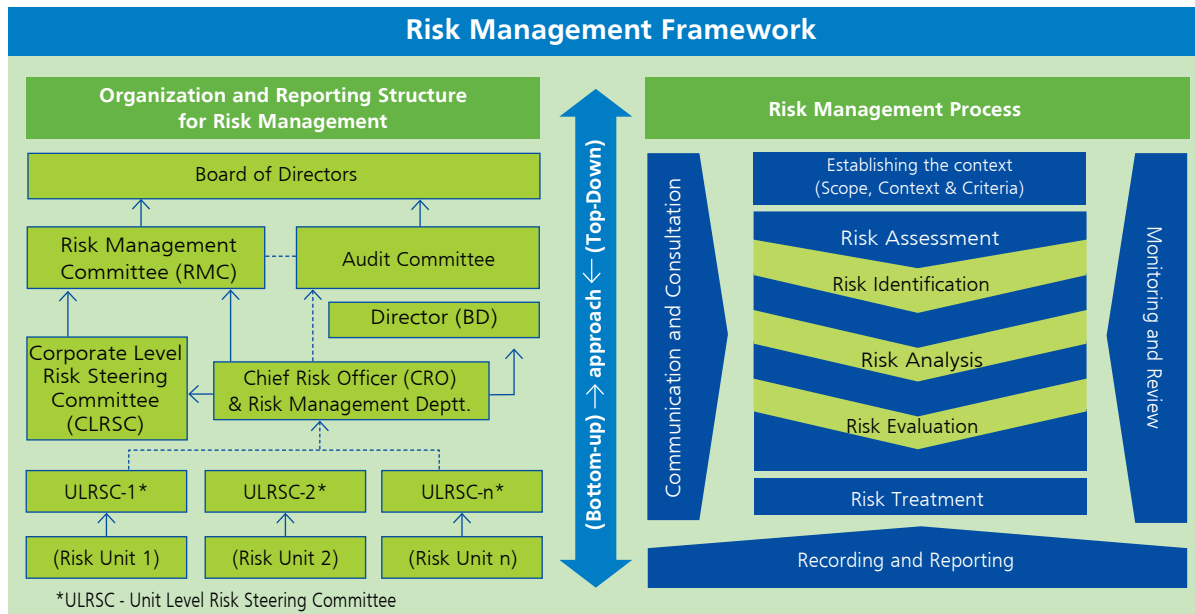 Risk Management Framework
Organization and Reporting Structure
for Risk Management
Board of Directors
Risk Management
Committee (RMC)
Audit Committee
Director (BD)
Corporate Level
Risk Steering
Committee
(CLRSC)
Chief Risk Officer (CRO)
& Risk Management Deptt.
ULRSC-1*
ULRSC-2*
ULRSC-n*
(Risk Unit 1)
(Risk Unit 2)
(Risk Unit n)
*ULRSC - Unit Level Risk Steering Committee
(Bottom-up) → approach ← (Top-Down)
Risk Management Process
Communication and Consultation
Establishing the context
(Scope, Context & Criteria)
Risk Assessment
Risk Identification
Risk Analysis
Risk Evaluation
Risk Treatment
Monitoring and Review
Recording and Reporting